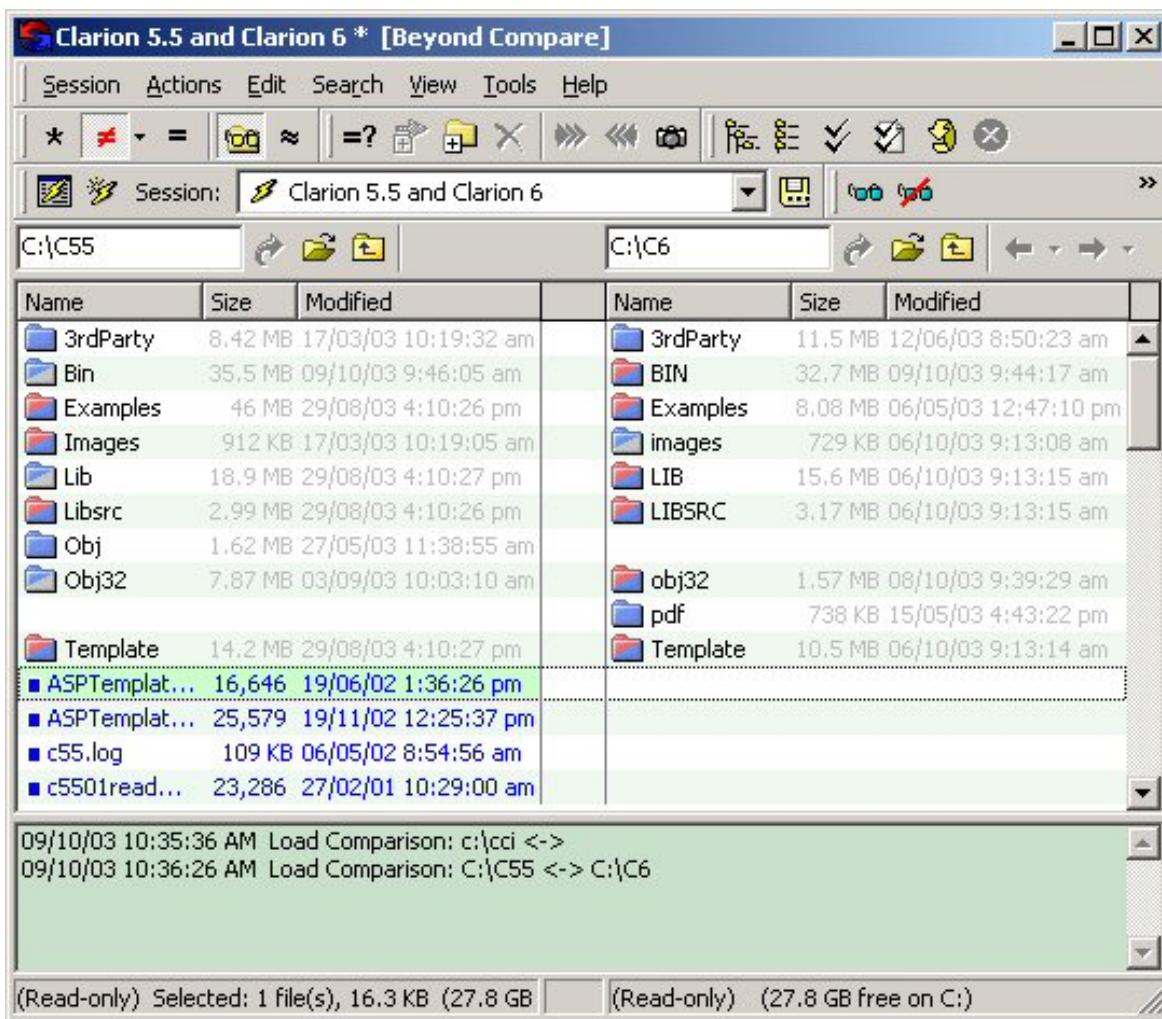 Clarion 5.5 and Clarion 6 * [Beyond Compare]
Session Actions Edit Search View Tools Help
* ≠ = ≈ =?
Session: Clarion 5.5 and Clarion 6 »
C:\C55 C:\C6
Name Size Modified Name Size Modified
3rdParty 8.42 MB 17/03/03 10:19:32 am 3rdParty 11.5 MB 12/06/03 8:50:23 am
Bin 35.5 MB 09/10/03 9:46:05 am BIN 32.7 MB 09/10/03 9:44:17 am
Examples 46 MB 29/08/03 4:10:26 pm Examples 8.08 MB 06/05/03 12:47:10 pm
Images 912 KB 17/03/03 10:19:05 am images 729 KB 06/10/03 9:13:08 am
Lib 18.9 MB 29/08/03 4:10:27 pm LIB 15.6 MB 06/10/03 9:13:15 am
Libsrc 2.99 MB 29/08/03 4:10:26 pm LIBSRC 3.17 MB 06/10/03 9:13:15 am
Obj 1.62 MB 27/05/03 11:38:55 am
Obj32 7.87 MB 03/09/03 10:03:10 am obj32 1.57 MB 08/10/03 9:39:29 am
pdf 738 KB 15/05/03 4:43:22 pm
Template 14.2 MB 29/08/03 4:10:27 pm Template 10.5 MB 06/10/03 9:13:14 am
ASPTemplat... 16,646 19/06/02 1:36:26 pm
ASPTemplat... 25,579 19/11/02 12:25:37 pm
c55.log 109 KB 06/05/02 8:54:56 am
c5501read... 23,286 27/02/01 10:29:00 am
09/10/03 10:35:36 AM Load Comparison: c:\cci <->
09/10/03 10:36:26 AM Load Comparison: C:\C55 <-> C:\C6
(Read-only) Selected: 1 file(s), 16.3 KB (27.8 GB (Read-only) (27.8 GB free on C:)